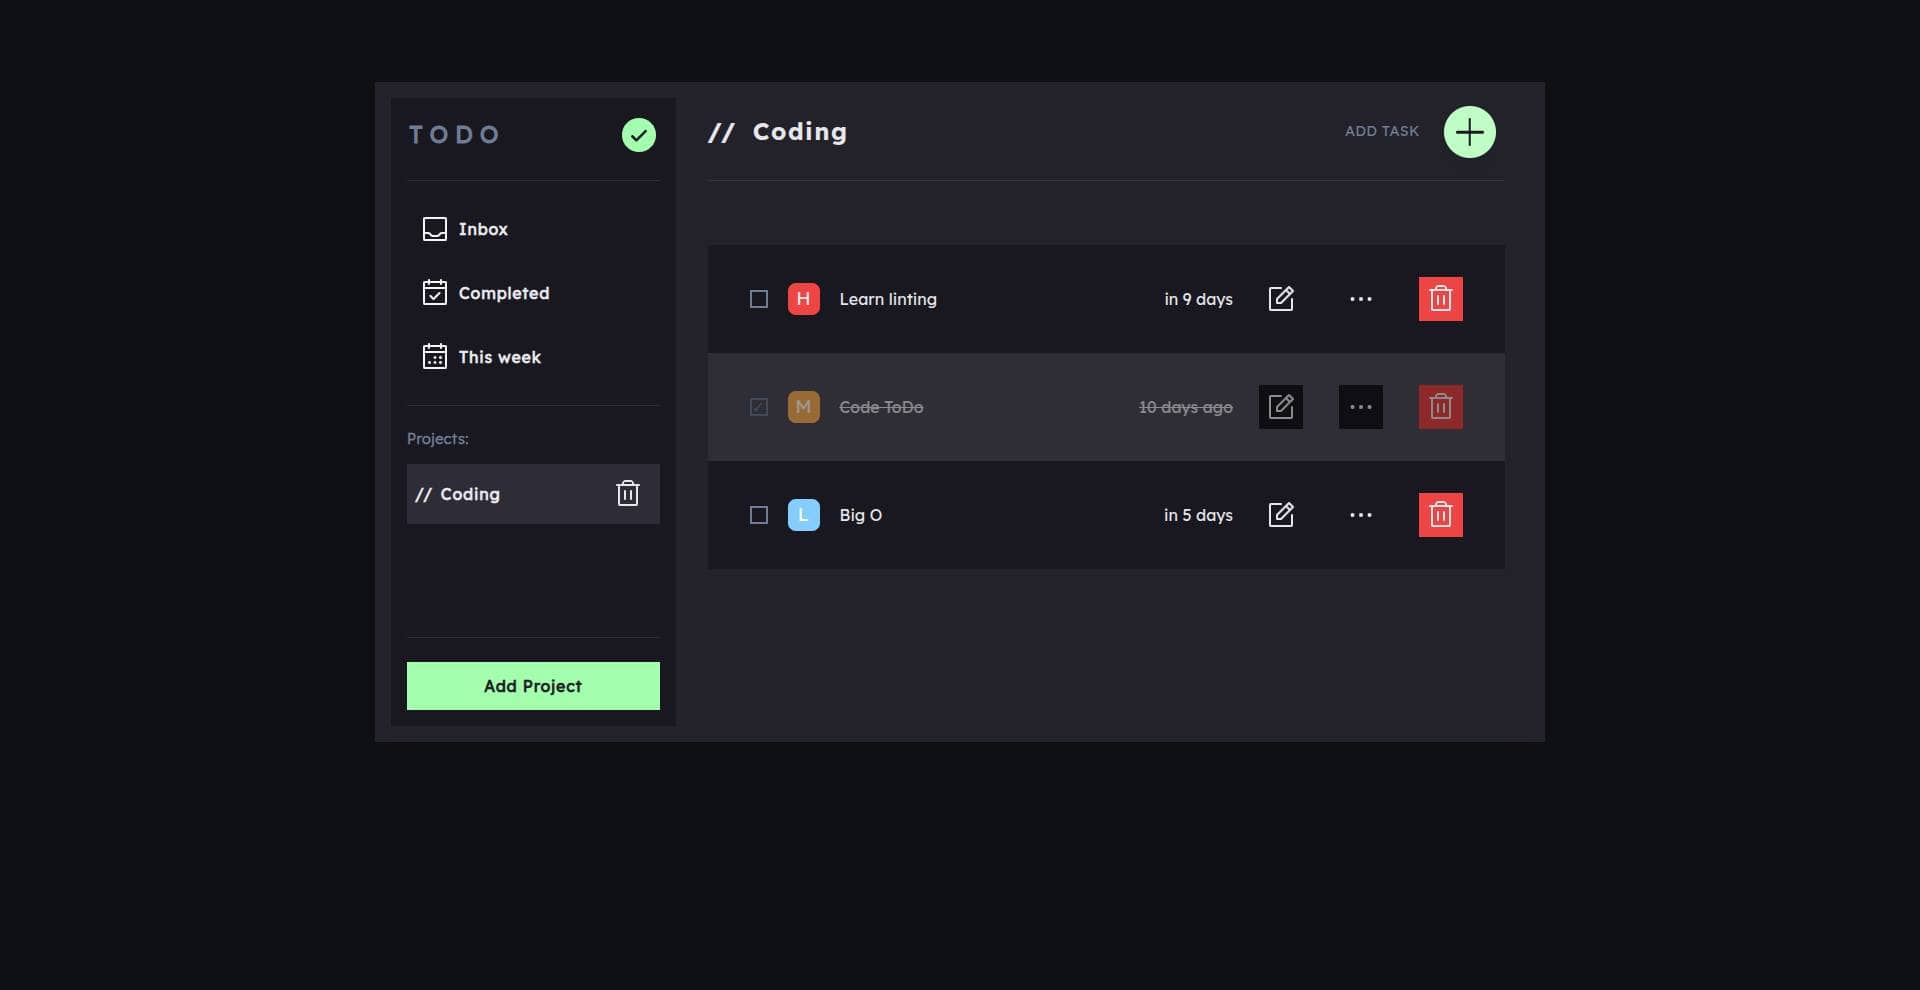 TODO
Inbox
Completed
This week
Projects:
// Coding
Add Project
// Coding
ADD TASK
H Learn linting in 9 days
M Code ToDo 10 days ago
L Big O in 5 days